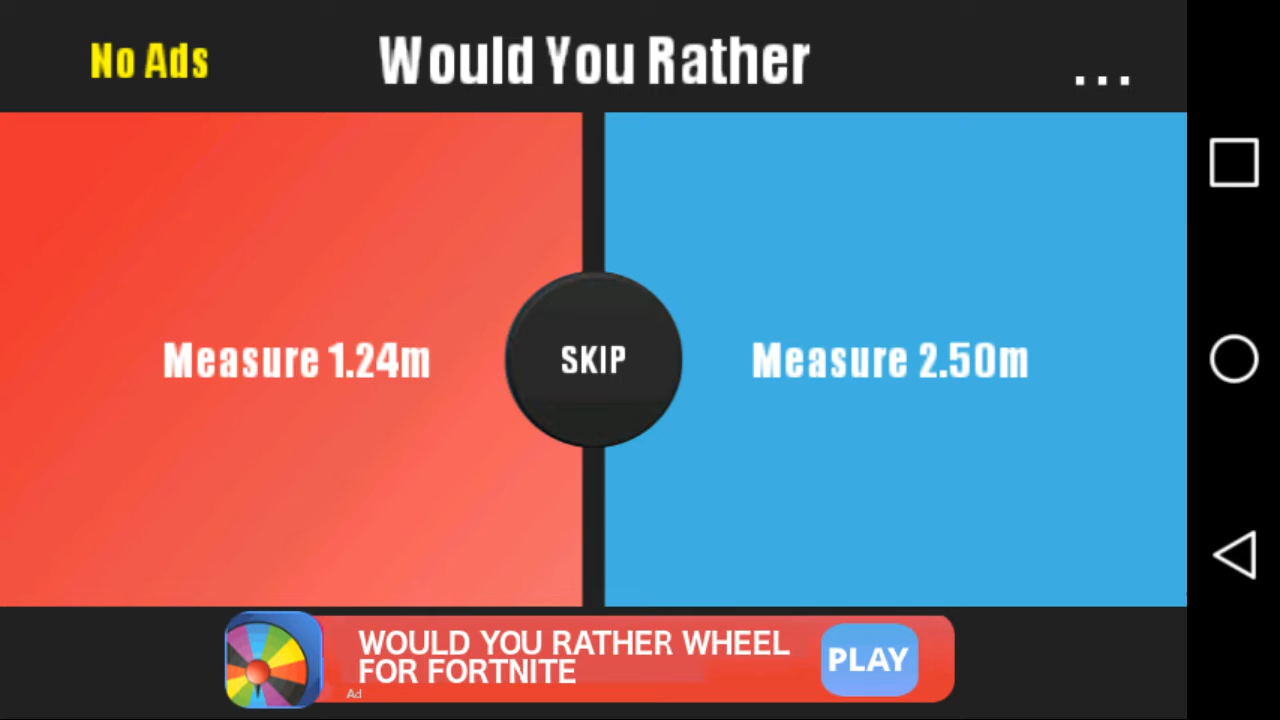 No Ads
Would You Rather
...
Measure 1.24m
SKIP
Measure 2.50m
WOULD YOU RATHER WHEEL
FOR FORTNITE
Ad
PLAY